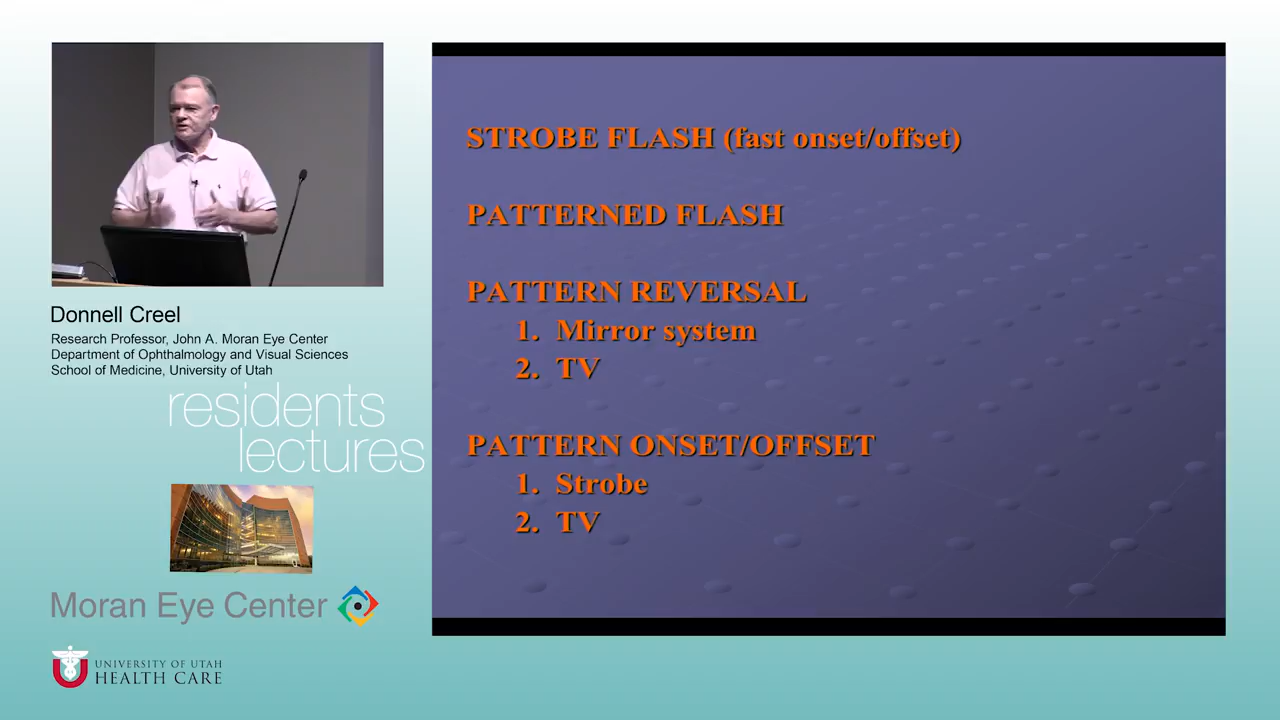 STROBE FLASH (fast onset/offset)
PATTERNED FLASH
PATTERN REVERSAL
1. Mirror system
2. TV
PATTERN ONSET/OFFSET
1. Strobe
2. TV
Donnell Creel
Research Professor, John A. Moran Eye Center
Department of Ophthalmology and Visual Sciences
School of Medicine, University of Utah
residents
lectures
Moran Eye Center
UNIVERSITY OF UTAH
HEALTH CARE